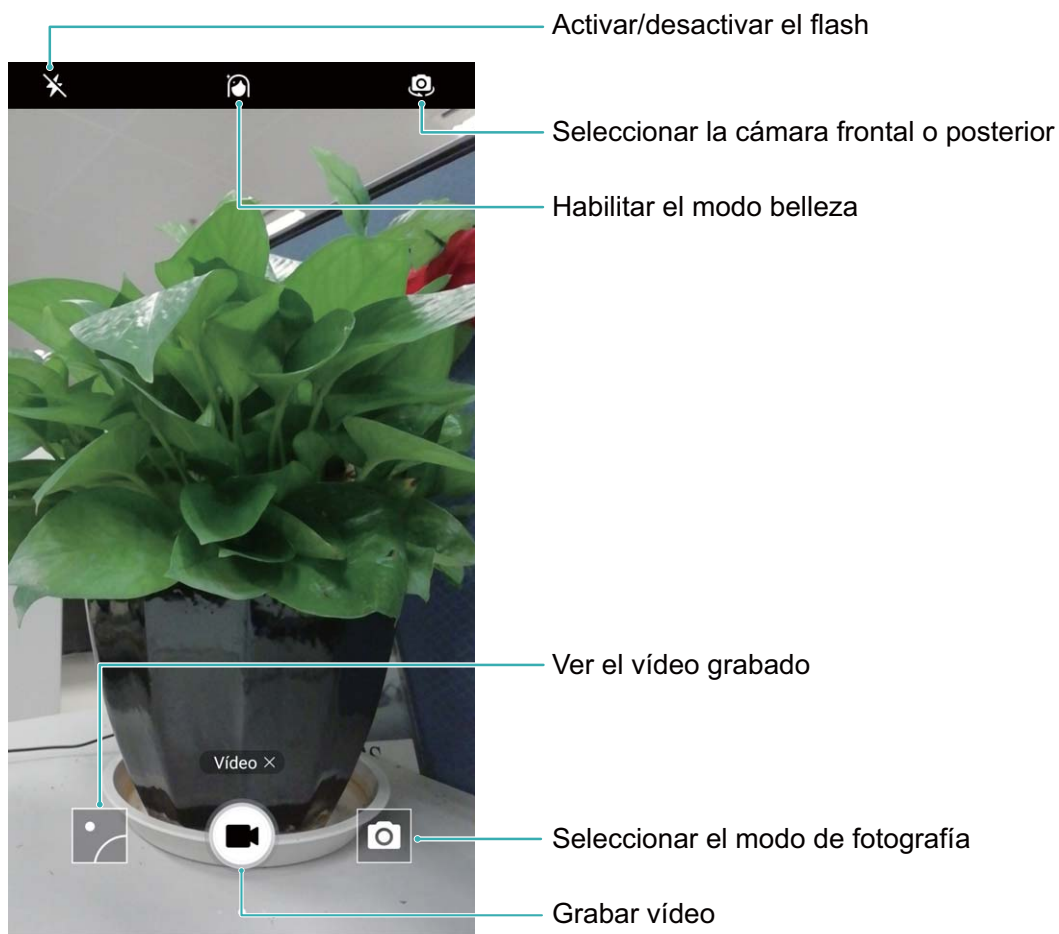 Activar/desactivar el flash
Seleccionar la cámara frontal o posterior
Habilitar el modo belleza
Ver el vídeo grabado
Vídeo ×
Seleccionar el modo de fotografía
Grabar vídeo